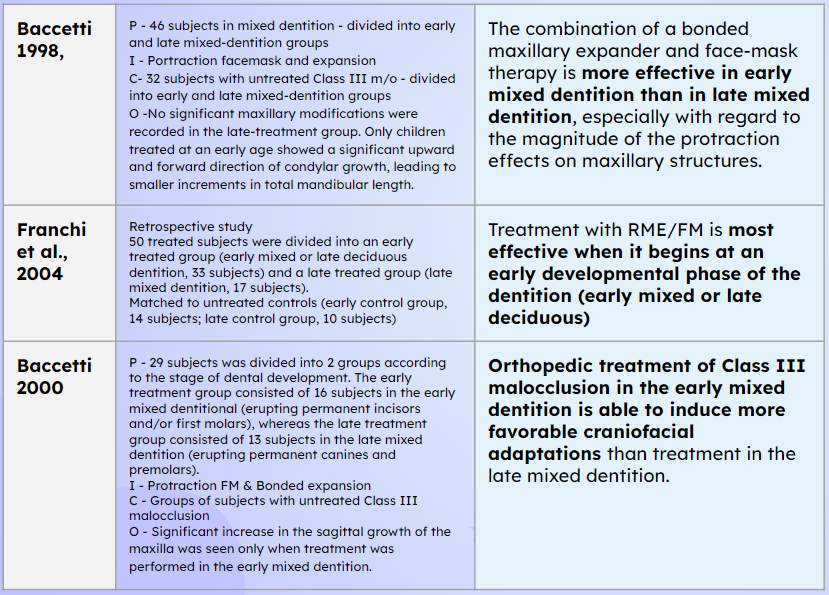 Baccetti
1998,
P - 46 subjects in mixed dentition - divided into early
and late mixed-dentition groups
I - Portraction facemask and expansion
C- 32 subjects with untreated Class III m/o - divided
into early and late mixed-dentition groups
O -No significant maxillary modifications were
recorded in the late-treatment group. Only children
treated at an early age showed a significant upward
and forward direction of condylar growth, leading to
smaller increments in total mandibular length.
The combination of a bonded
maxillary expander and face-mask
therapy is more effective in early
mixed dentition than in late mixed
dentition, especially with regard to
the magnitude of the protraction
effects on maxillary structures.
Franchi
et al.,
2004
Retrospective study
50 treated subjects were divided into an early
treated group (early mixed or late deciduous
dentition, 33 subjects) and a late treated group (late
mixed dentition, 17 subjects).
Matched to untreated controls (early control group,
14 subjects; late control group, 10 subjects)
Treatment with RME/FM is most
effective when it begins at an
early developmental phase of the
dentition (early mixed or late
deciduous)
Baccetti
2000
P - 29 subjects was divided into 2 groups according
to the stage of dental development. The early
treatment group consisted of 16 subjects in the early
mixed dentitional (erupting permanent incisors
and/or first molars), whereas the late treatment
group consisted of 13 subjects in the late mixed
dentition (erupting permanent canines and
premolars).
I - Protraction FM & Bonded expansion
C - Groups of subjects with untreated Class III
malocclusion
O - Significant increase in the sagittal growth of the
maxilla was seen only when treatment was
performed in the early mixed dentition.
Orthopedic treatment of Class III
malocclusion in the early mixed
dentition is able to induce more
favorable craniofacial
adaptations than treatment in the
late mixed dentition.